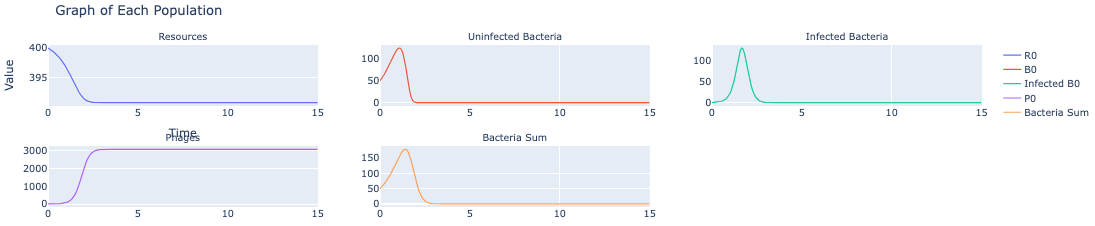 Graph of Each Population
Resources
Uninfected Bacteria
Infected Bacteria
Value
400
395
0
5
10
15
100
50
0
0
5
10
15
100
50
0
0
5
10
15
R0
B0
Infected B0
P0
Bacteria Sum
Time
Phages
Bacteria Sum
3000
2000
1000
0
0
5
10
15
150
100
50
0
0
5
10
15